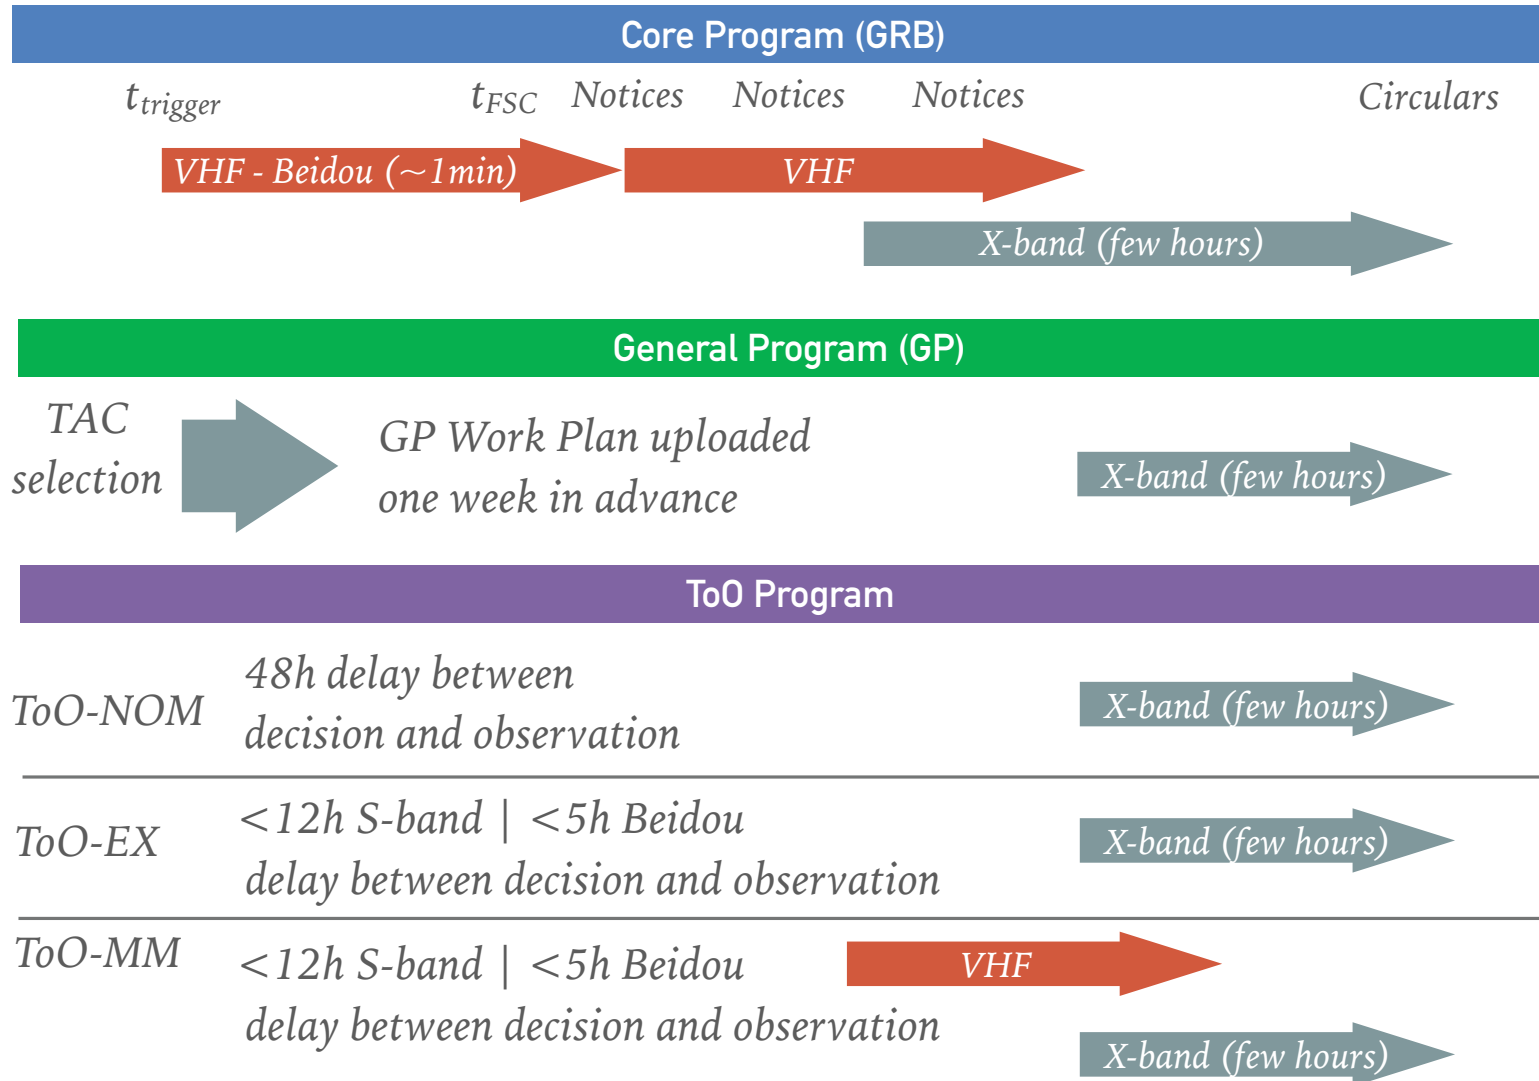 Core Program (GRB)
t_trigger t_FSC Notices Notices Notices Circulars
VHF - Beidou (~1min) VHF
X-band (few hours)
General Program (GP)
TAC
selection
GP Work Plan uploaded
one week in advance
X-band (few hours)
ToO Program
ToO-NOM
48h delay between
decision and observation
X-band (few hours)
ToO-EX
<12h S-band | <5h Beidou
delay between decision and observation
X-band (few hours)
ToO-MM
<12h S-band | <5h Beidou
delay between decision and observation
VHF
X-band (few hours)